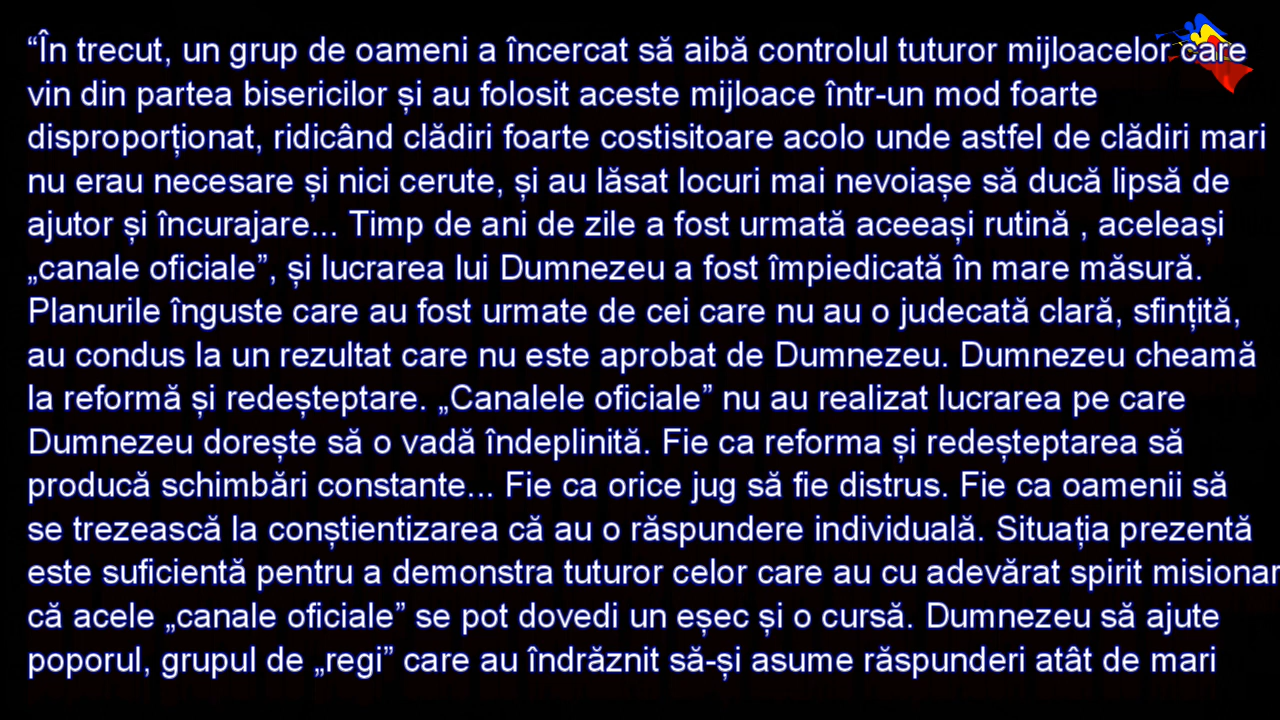 “În trecut, un grup de oameni a încercat să aibă controlul tuturor mijloacelor care
vin din partea bisericilor și au folosit aceste mijloace într-un mod foarte
disproporționat, ridicând clădiri foarte costisitoare acolo unde astfel de clădiri mari
nu erau necesare și nici cerute, și au lăsat locuri mai nevoiașe să ducă lipsă de
ajutor și încurajare... Timp de ani de zile a fost urmată aceeași rutină , aceleași
„canale oficiale”, și lucrarea lui Dumnezeu a fost împiedicată în mare măsură.
Planurile înguste care au fost urmate de cei care nu au o judecată clară, sfințită,
au condus la un rezultat care nu este aprobat de Dumnezeu. Dumnezeu cheamă
la reformă și redeșteptare. „Canalele oficiale” nu au realizat lucrarea pe care
Dumnezeu dorește să o vadă îndeplinită. Fie ca reforma și redeșteptarea să
producă schimbări constante... Fie ca orice jug să fie distrus. Fie ca oamenii să
se trezească la conștientizarea că au o răspundere individuală. Situația prezentă
este suficientă pentru a demonstra tuturor celor care au cu adevărat spirit misionar
că acele „canale oficiale” se pot dovedi un eșec și o cursă. Dumnezeu să ajute
poporul, grupul de „regi” care au îndrăznit să-și asume răspunderi atât de mari